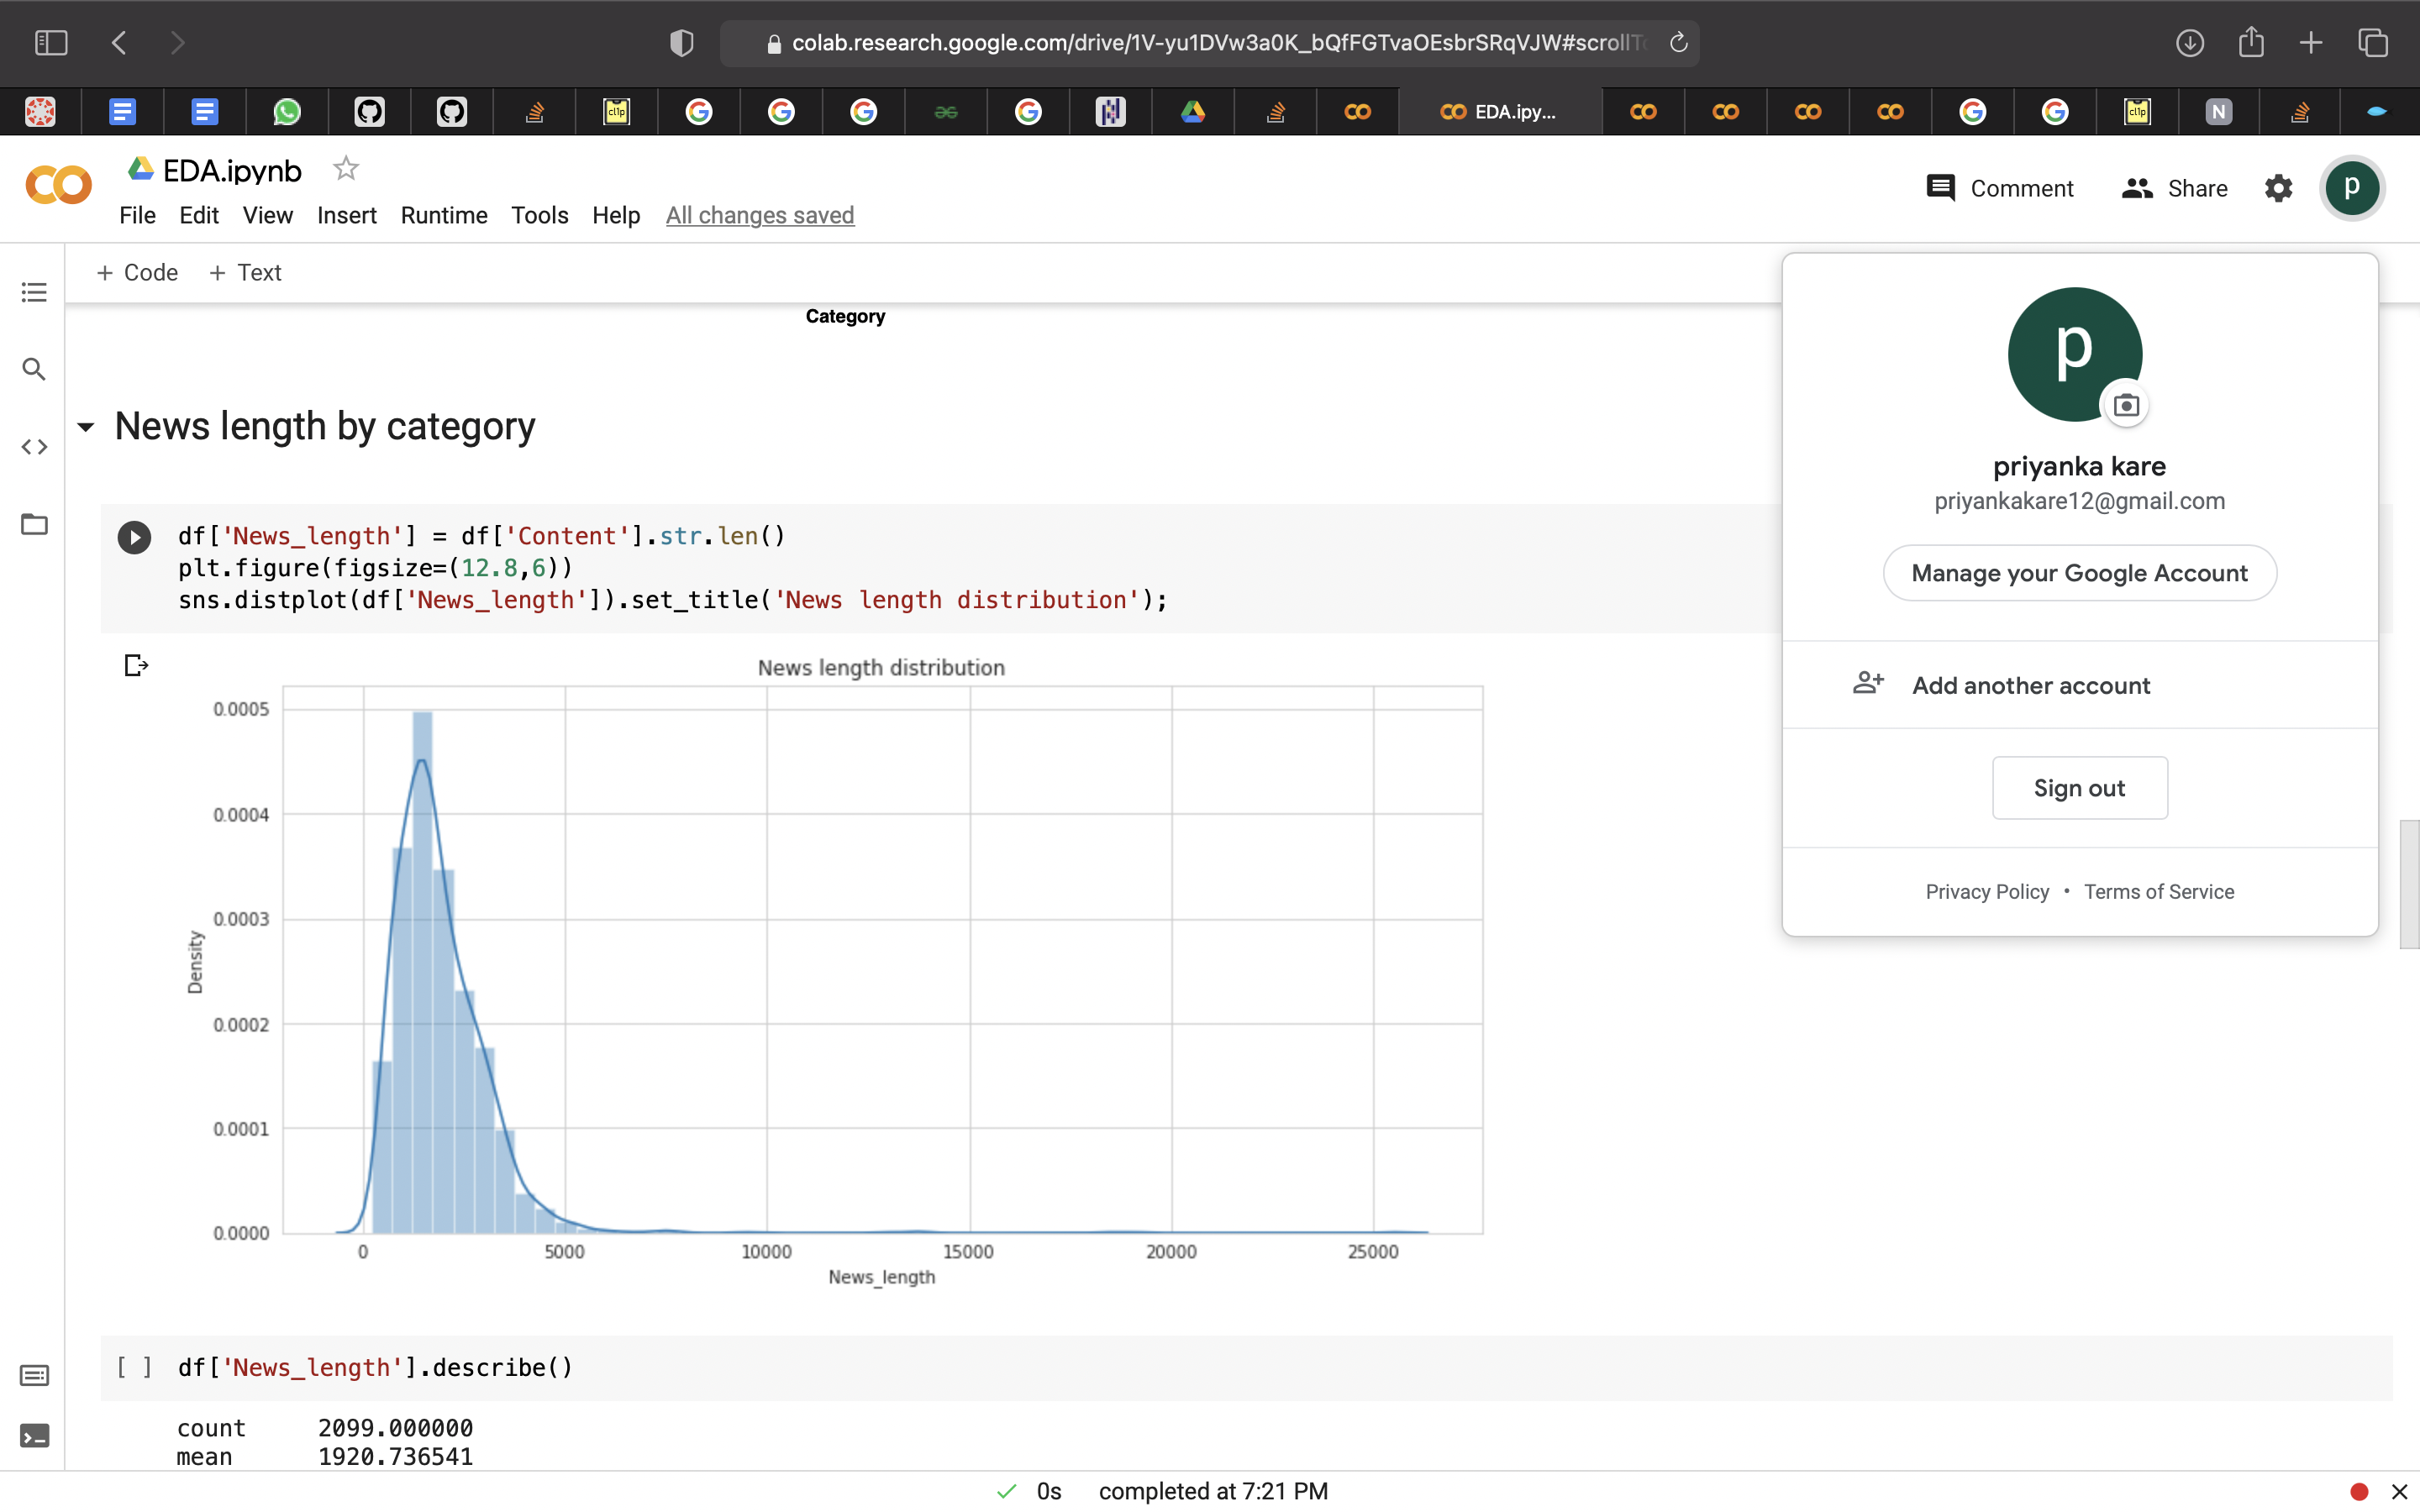 colab.research.google.com/drive/1V-yu1DVw3a0K_bQfFGTvaOEsbrSRqVJW#scrollT
cl1p
EDA.ipy...
cl1p
N
EDA.ipynb
Comment
Share
p
File Edit View Insert Runtime Tools Help All changes saved
+ Code + Text
Category
p
News length by category
priyanka kare
priyankakare12@gmail.com
df['News_length'] = df['Content'].str.len()
plt.figure(figsize=(12.8,6))
sns.distplot(df['News_length']).set_title('News length distribution');
Manage your Google Account
Add another account
Sign out
Privacy Policy • Terms of Service
News length distribution
0.0005
0.0004
0.0003
0.0002
0.0001
0.0000
Density
0 5000 10000 15000 20000 25000
News_length
[ ] df['News_length'].describe()
count 2099.000000
mean 1920.736541
0s completed at 7:21 PM